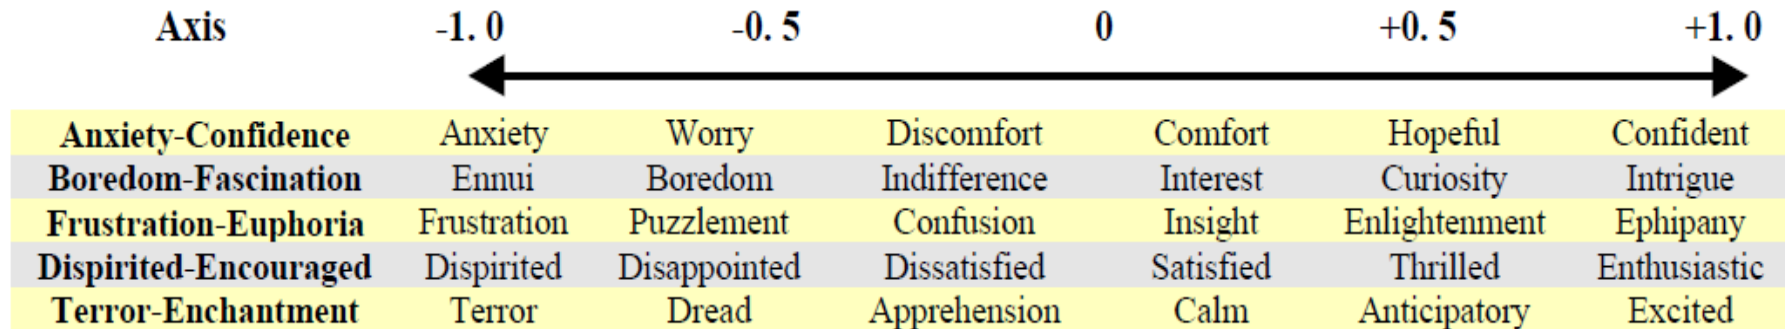 Axis -1. 0 -0. 5 0 +0. 5 +1. 0
Anxiety-Confidence Anxiety Worry Discomfort Comfort Hopeful Confident
Boredom-Fascination Ennui Boredom Indifference Interest Curiosity Intrigue
Frustration-Euphoria Frustration Puzzlement Confusion Insight Enlightenment Ephipany
Dispirited-Encouraged Dispirited Disappointed Dissatisfied Satisfied Thrilled Enthusiastic
Terror-Enchantment Terror Dread Apprehension Calm Anticipatory Excited